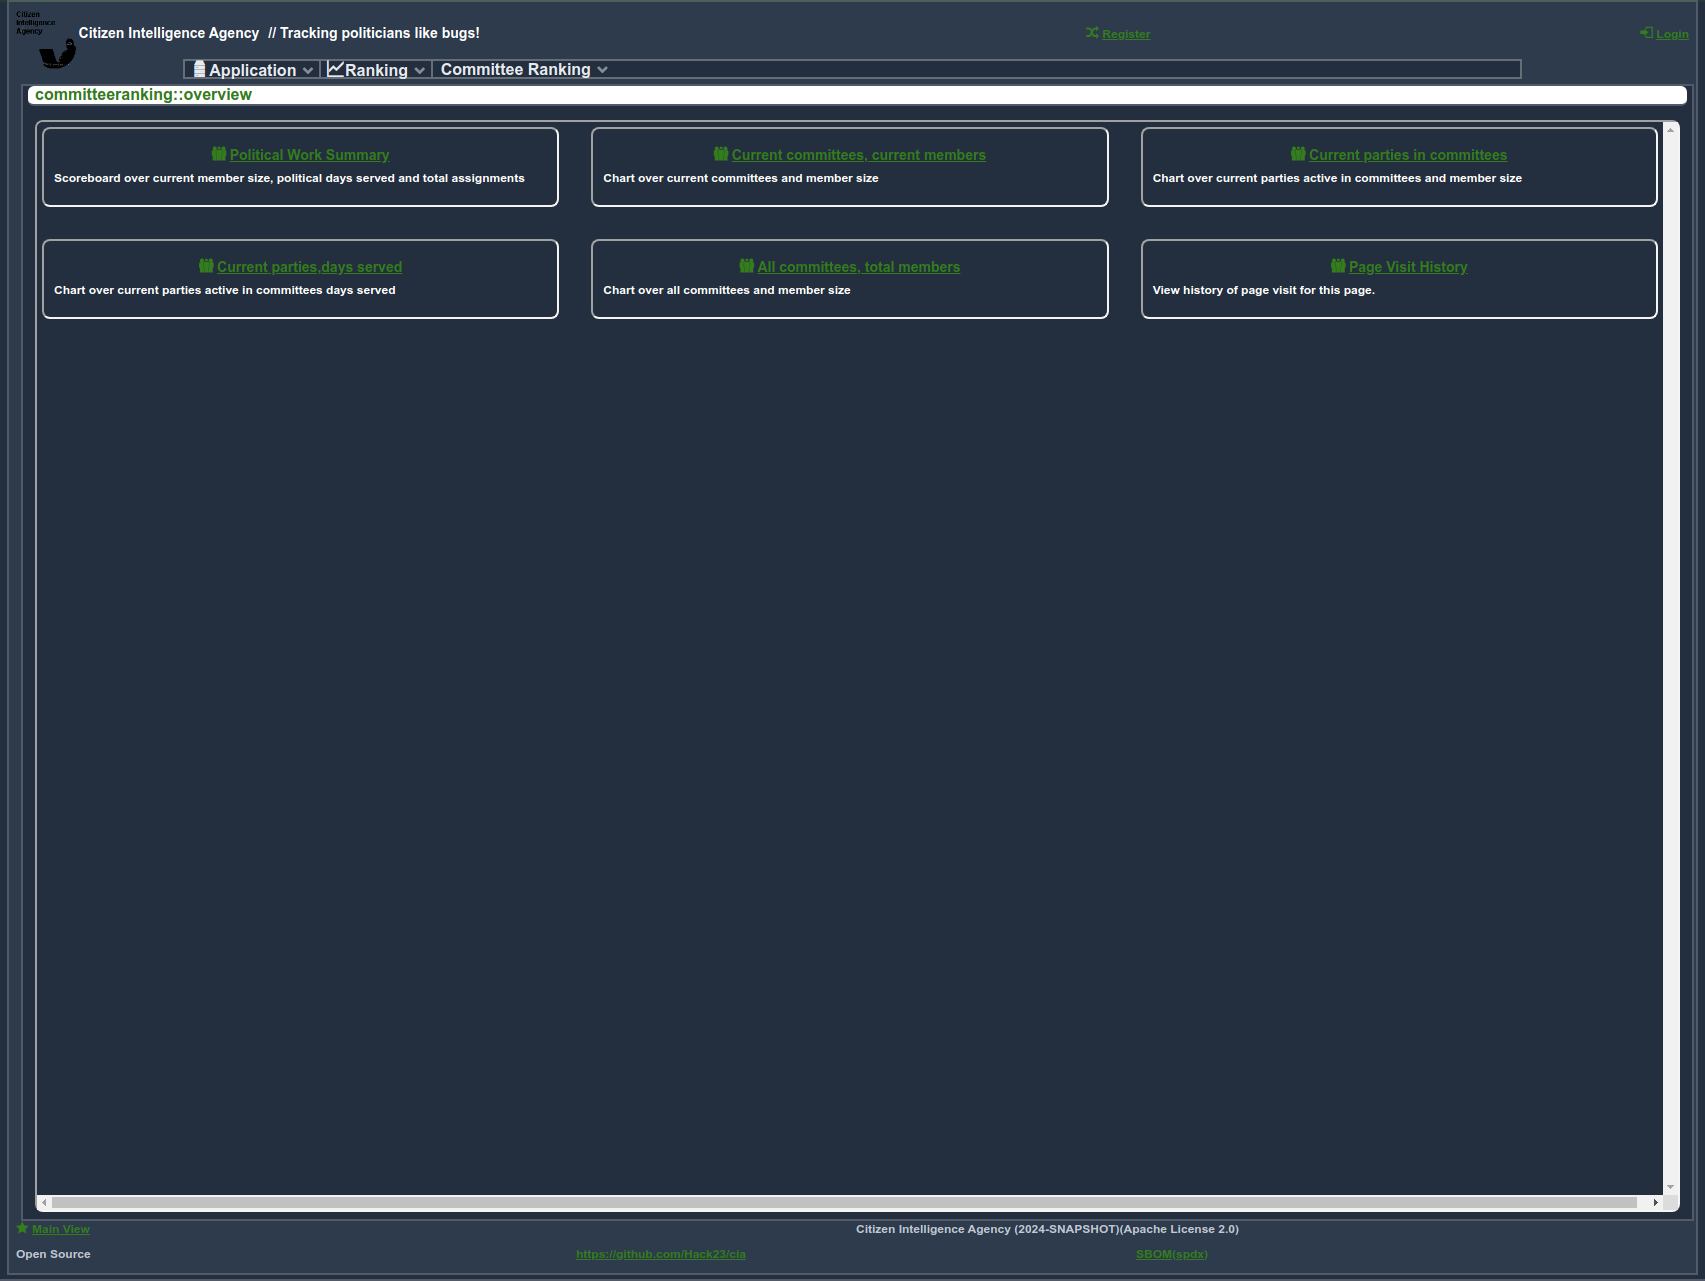 Citizen
Intelligence
Agency
Citizen Intelligence Agency // Tracking politicians like bugs!
Register
Login
Application
Ranking
Committee Ranking
committeeranking::overview
Political Work Summary
Scoreboard over current member size, political days served and total assignments
Current committees, current members
Chart over current committees and member size
Current parties in committees
Chart over current parties active in committees and member size
Current parties,days served
Chart over current parties active in committees days served
All committees, total members
Chart over all committees and member size
Page Visit History
View history of page visit for this page.
Main View
Citizen Intelligence Agency (2024-SNAPSHOT)(Apache License 2.0)
Open Source
https://github.com/Hack23/cia
SBOM(spdx)